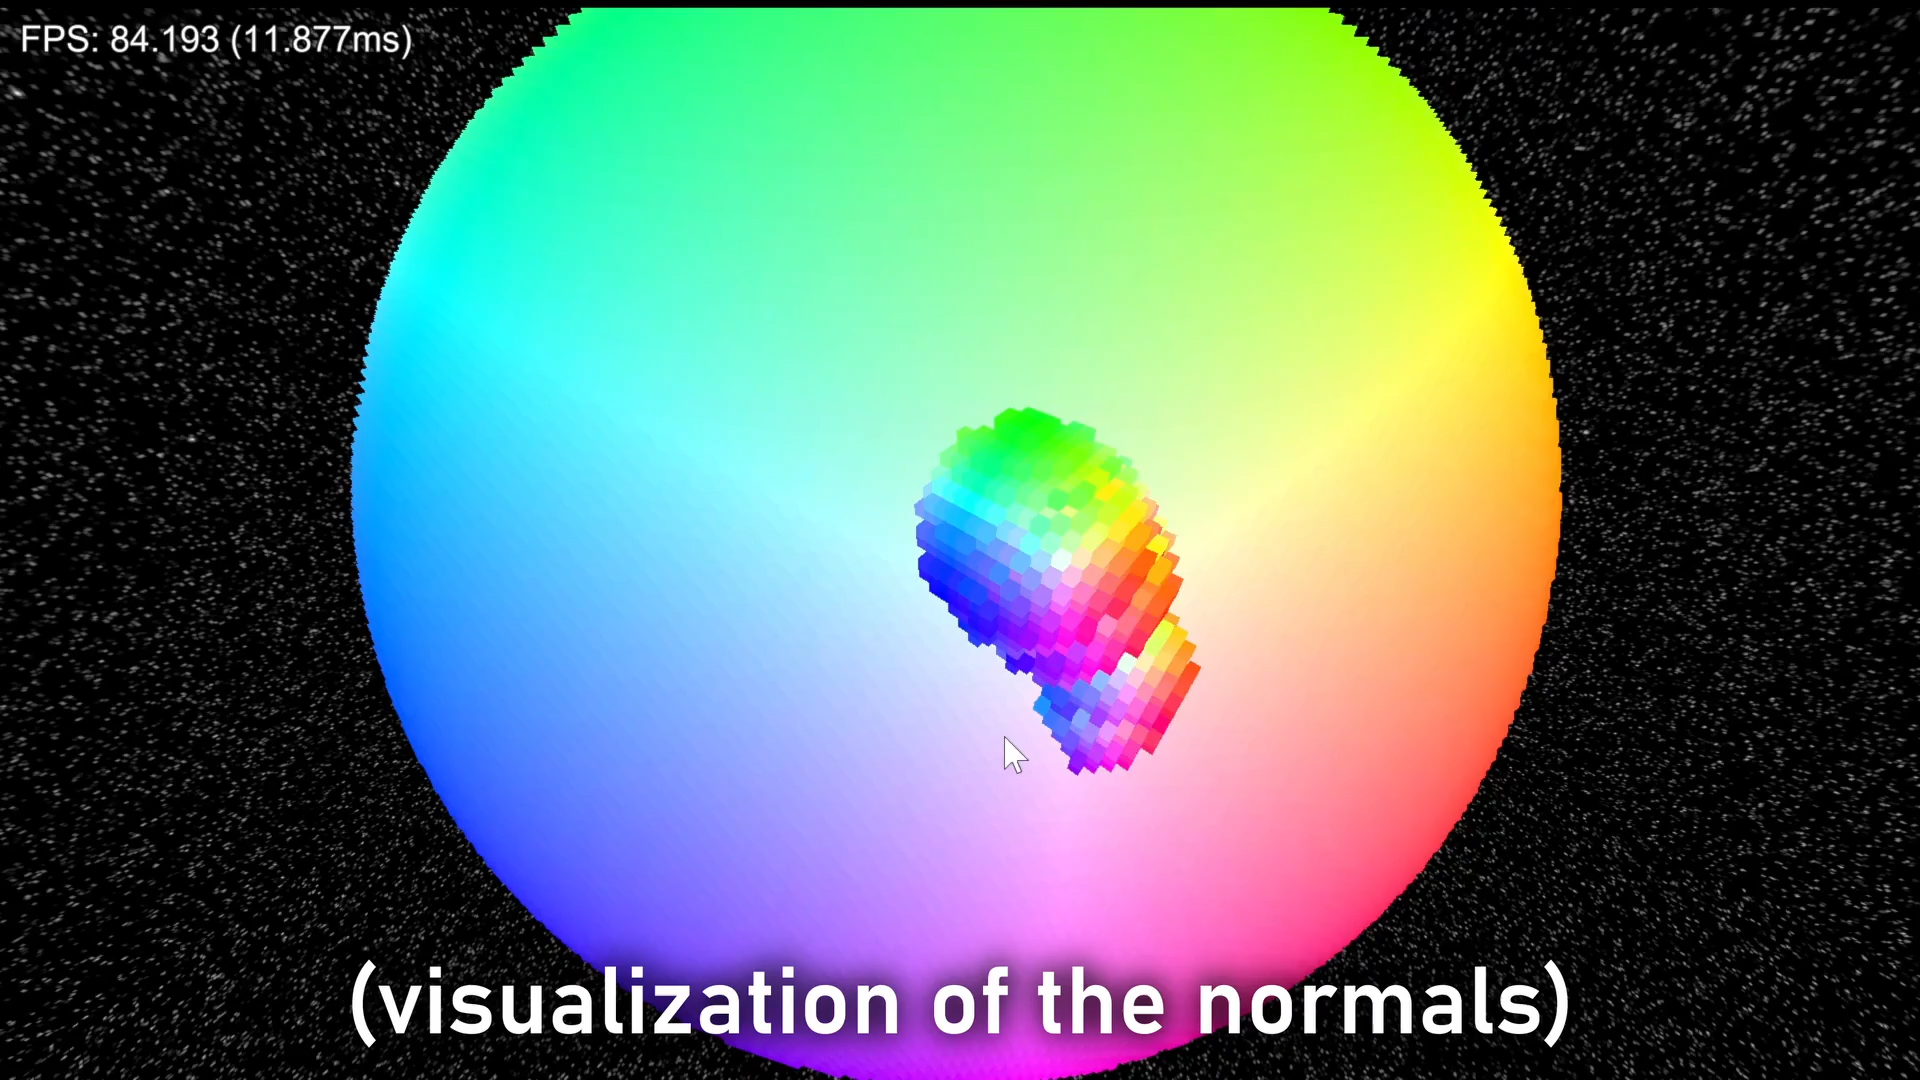 FPS: 84.193 (11.877ms)
(visualization of the normals)